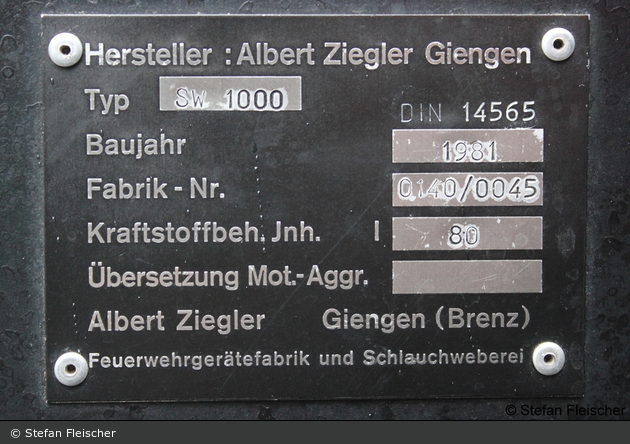 Hersteller : Albert Ziegler Giengen
Typ SW 1000
DIN 14565
Baujahr 1981
Fabrik - Nr. 0140/0045
Kraftstoffbeh. Jnh. l 80
Übersetzung Mot.-Aggr.
Albert Ziegler Giengen (Brenz)
Feuerwehrgerätefabrik und Schlauchweberei
© Stefan Fleischer
© Stefan Fleischer